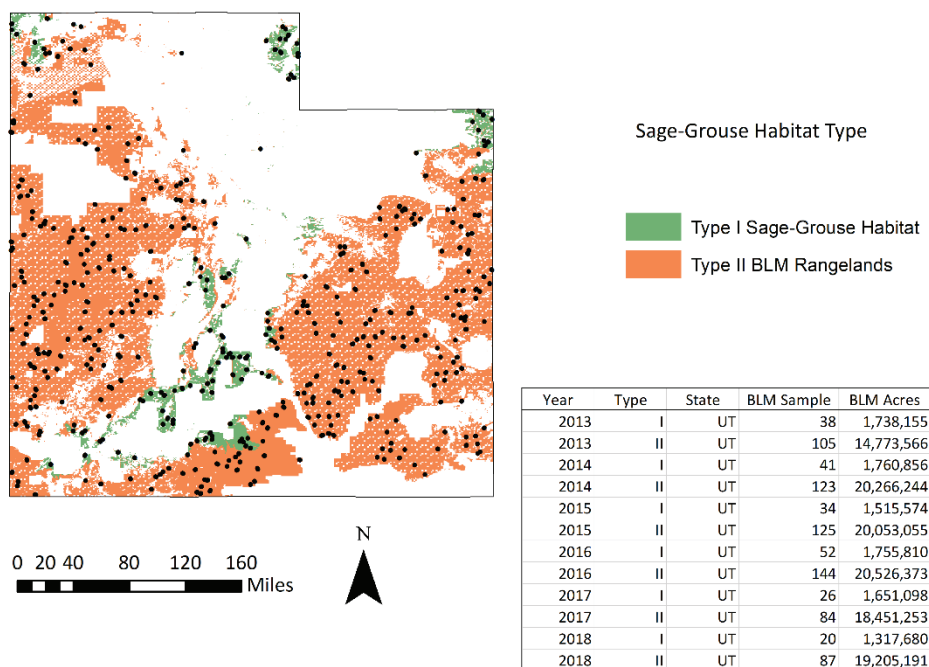 Sage-Grouse Habitat Type
Type I Sage-Grouse Habitat
Type II BLM Rangelands
Year Type State BLM Sample BLM Acres
2013 I UT 38 1,738,155
2013 II UT 105 14,773,566
2014 I UT 41 1,760,856
2014 II UT 123 20,266,244
2015 I UT 34 1,515,574
2015 II UT 125 20,053,055
2016 I UT 52 1,755,810
2016 II UT 144 20,526,373
2017 I UT 26 1,651,098
2017 II UT 84 18,451,253
2018 I UT 20 1,317,680
2018 II UT 87 19,205,191
N
0 20 40 80 120 160
Miles